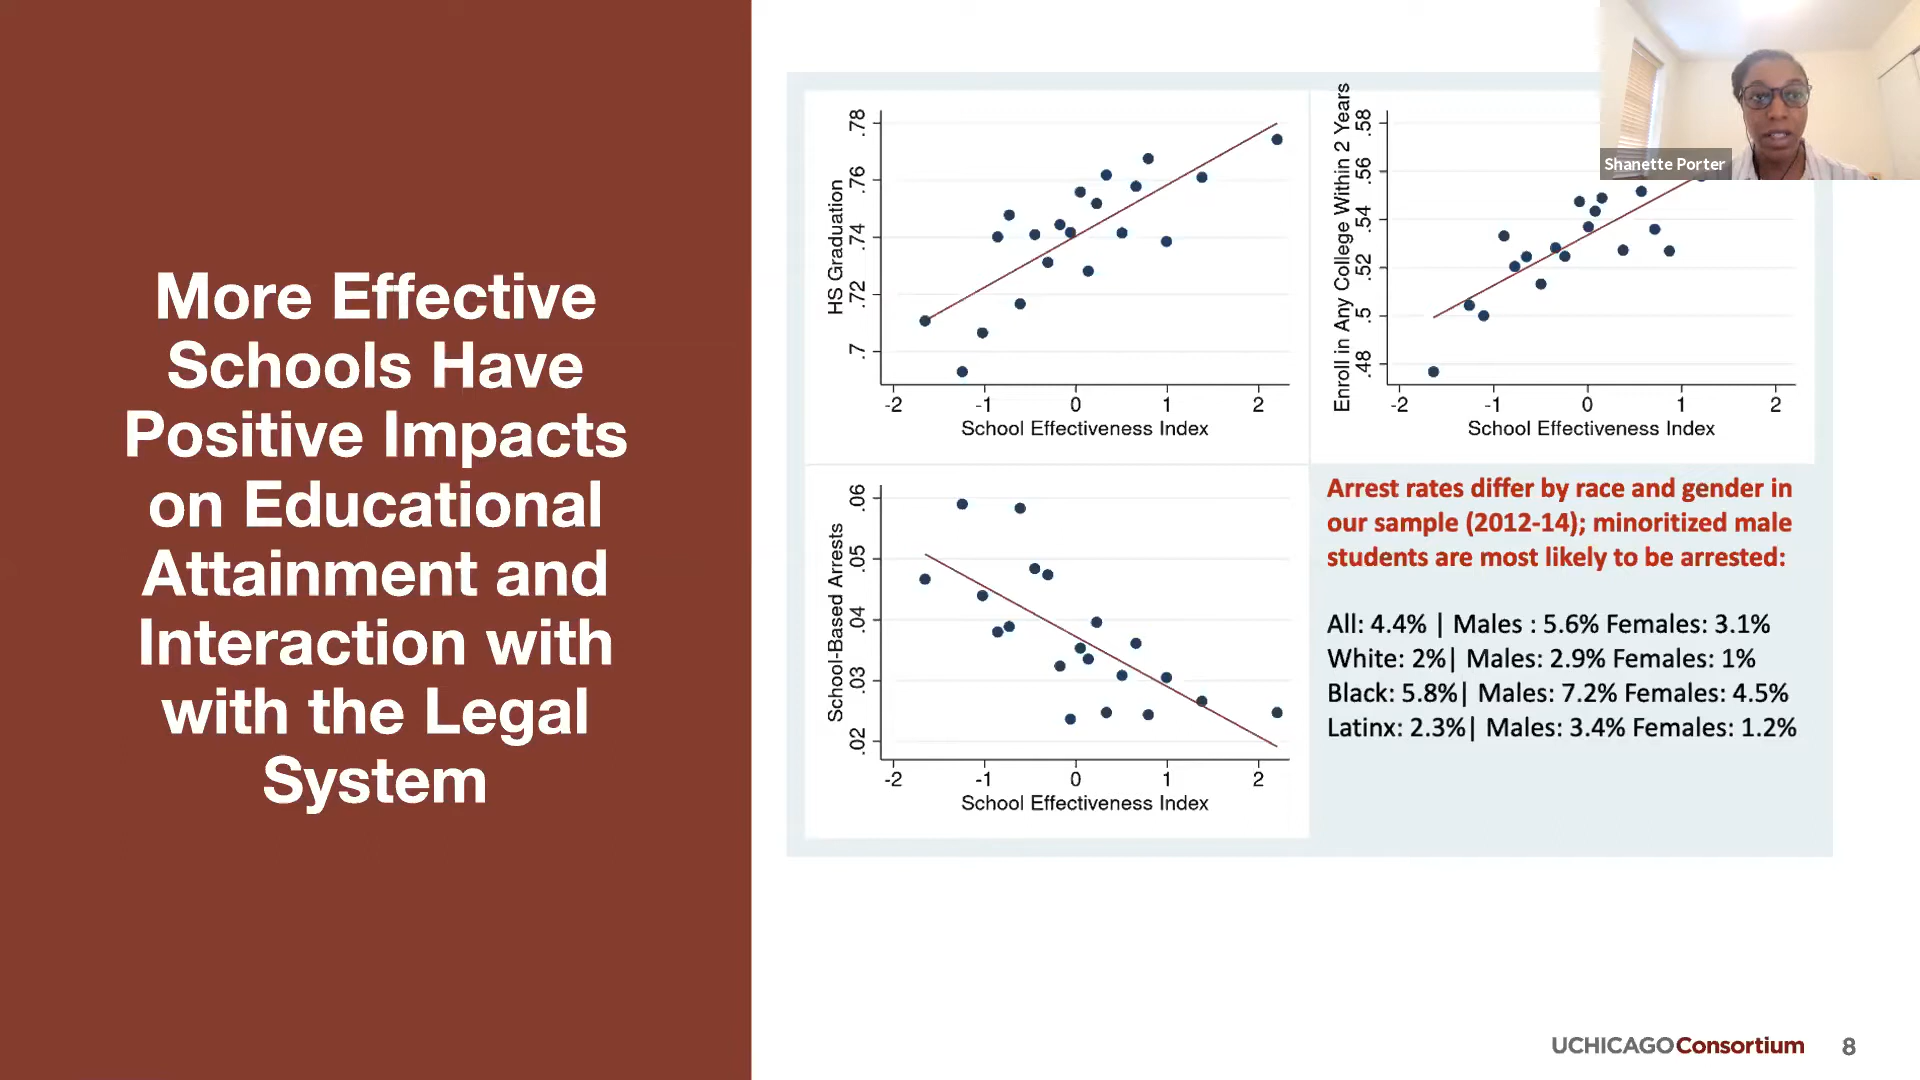 More Effective
Schools Have
Positive Impacts
on Educational
Attainment and
Interaction with
with the Legal
System
HS Graduation
.78
.76
.74
.72
.7
-2 -1 0 1 2
School Effectiveness Index
Enroll in Any College Within 2 Years
.58
.56
.54
.52
.5
.48
-2 -1 0 1 2
School Effectiveness Index
Shanette Porter
School-Based Arrests
.06
.05
.04
.03
.02
-2 -1 0 1 2
School Effectiveness Index
Arrest rates differ by race and gender in
our sample (2012-14); minoritized male
students are most likely to be arrested:
All: 4.4% | Males : 5.6% Females: 3.1%
White: 2%| Males: 2.9% Females: 1%
Black: 5.8%| Males: 7.2% Females: 4.5%
Latinx: 2.3%| Males: 3.4% Females: 1.2%
UCHICAGOConsortium 8